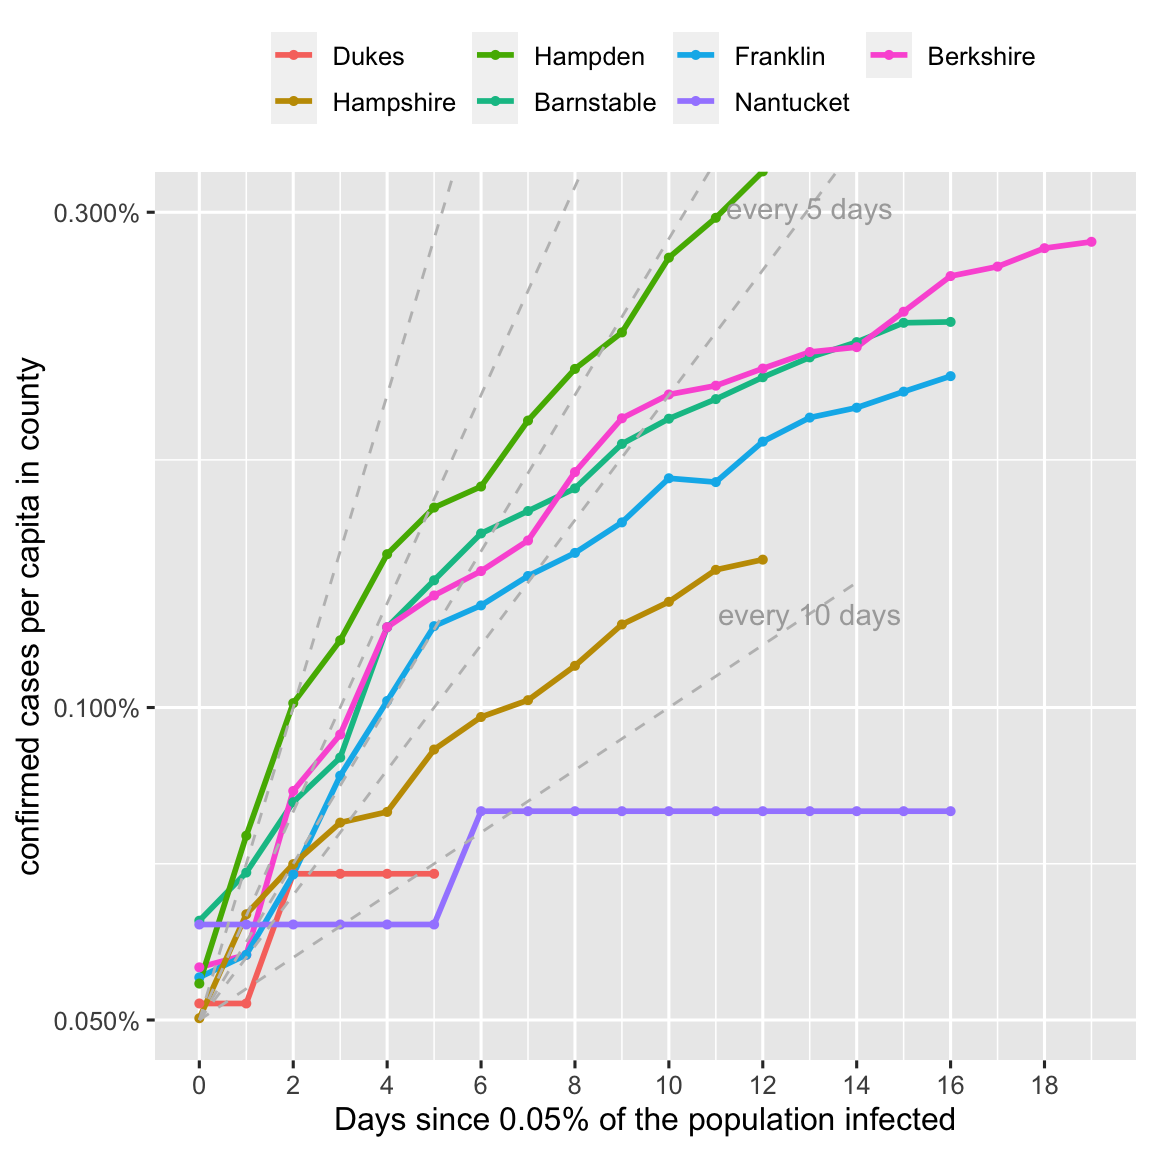 Dukes Hampden Franklin Berkshire
Hampshire Barnstable Nantucket
0.300%
every 5 days
confirmed cases per capita in county
every 10 days
0.100%
0.050%
0 2 4 6 8 10 12 14 16 18
Days since 0.05% of the population infected